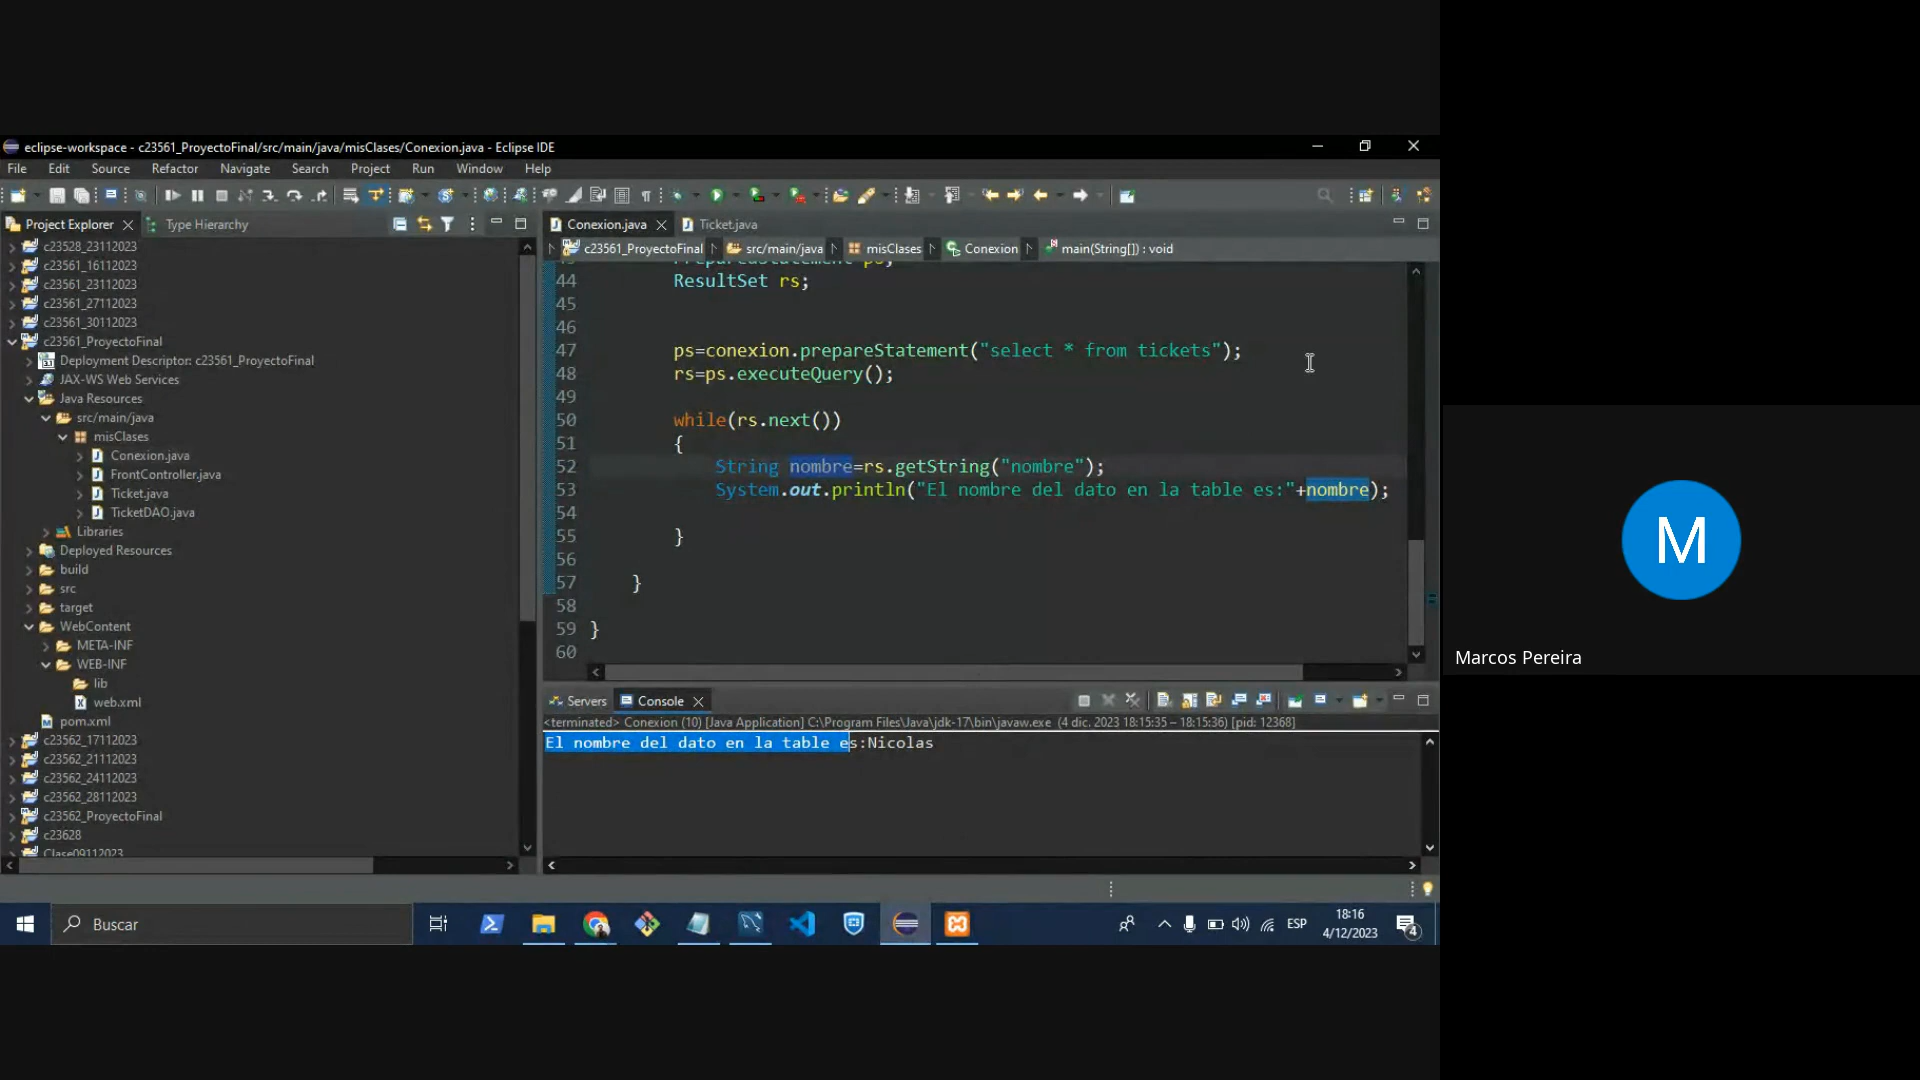 eclipse-workspace - c23561_ProyectoFinal/src/main/java/misClases/Conexion.java - Eclipse IDE
File Edit Source Refactor Navigate Search Project Run Window Help
Project Explorer Type Hierarchy
c23528_23112023
c23561_16112023
c23561_23112023
c23561_27112023
c23561_30112023
c23561_ProyectoFinal
Deployment Descriptor: c23561_ProyectoFinal
JAX-WS Web Services
Java Resources
src/main/java
misClases
Conexion.java
FrontController.java
Ticket.java
TicketDAO.java
Libraries
Deployed Resources
build
src
target
WebContent
META-INF
WEB-INF
lib
web.xml
pom.xml
c23562_17112023
c23562_21112023
c23562_24112023
c23562_28112023
c23562_ProyectoFinal
c23628
Clase09112023
Conexion.java Ticket.java
c23561_ProyectoFinal src/main/java misClases Conexion main(String[]) : void
43 PreparedStatement ps;
44 ResultSet rs;
45
46
47 ps=conexion.prepareStatement("select * from tickets");
48 rs=ps.executeQuery();
49
50 while(rs.next())
51 {
52 String nombre=rs.getString("nombre");
53 System.out.println("El nombre del dato en la table es:"+nombre);
54
55 }
56
57 }
58
59 }
60
Servers Console
<terminated> Conexion (10) [Java Application] C:\Program Files\Java\jdk-17\bin\javaw.exe (4 dic. 2023 18:15:35 – 18:15:36) [pid: 12368]
El nombre del dato en la table es:Nicolas
Buscar
ESP
18:16
4/12/2023
4
M
Marcos Pereira